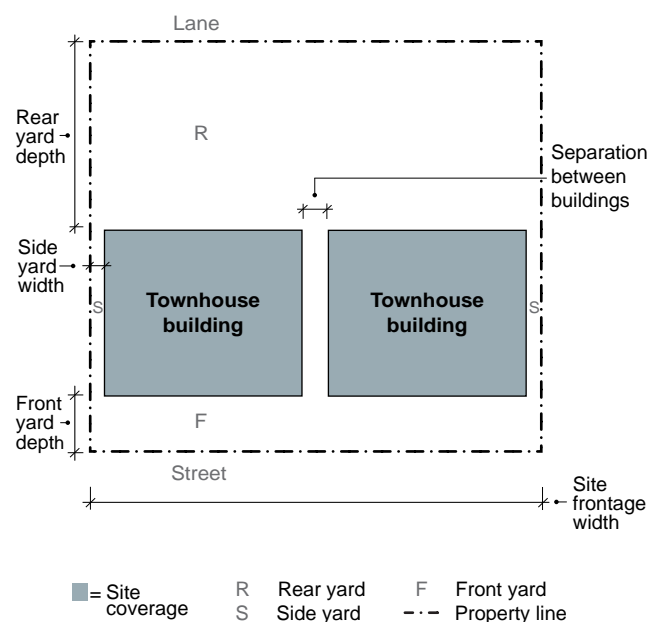 Lane
Rear
yard
depth
R
Separation
between
buildings
Side
yard
width
S
Townhouse
building
Townhouse
building
S
Front
yard
depth
F
Street
Site
frontage
width
= Site
coverage
R Rear yard
S Side yard
F Front yard
Property line